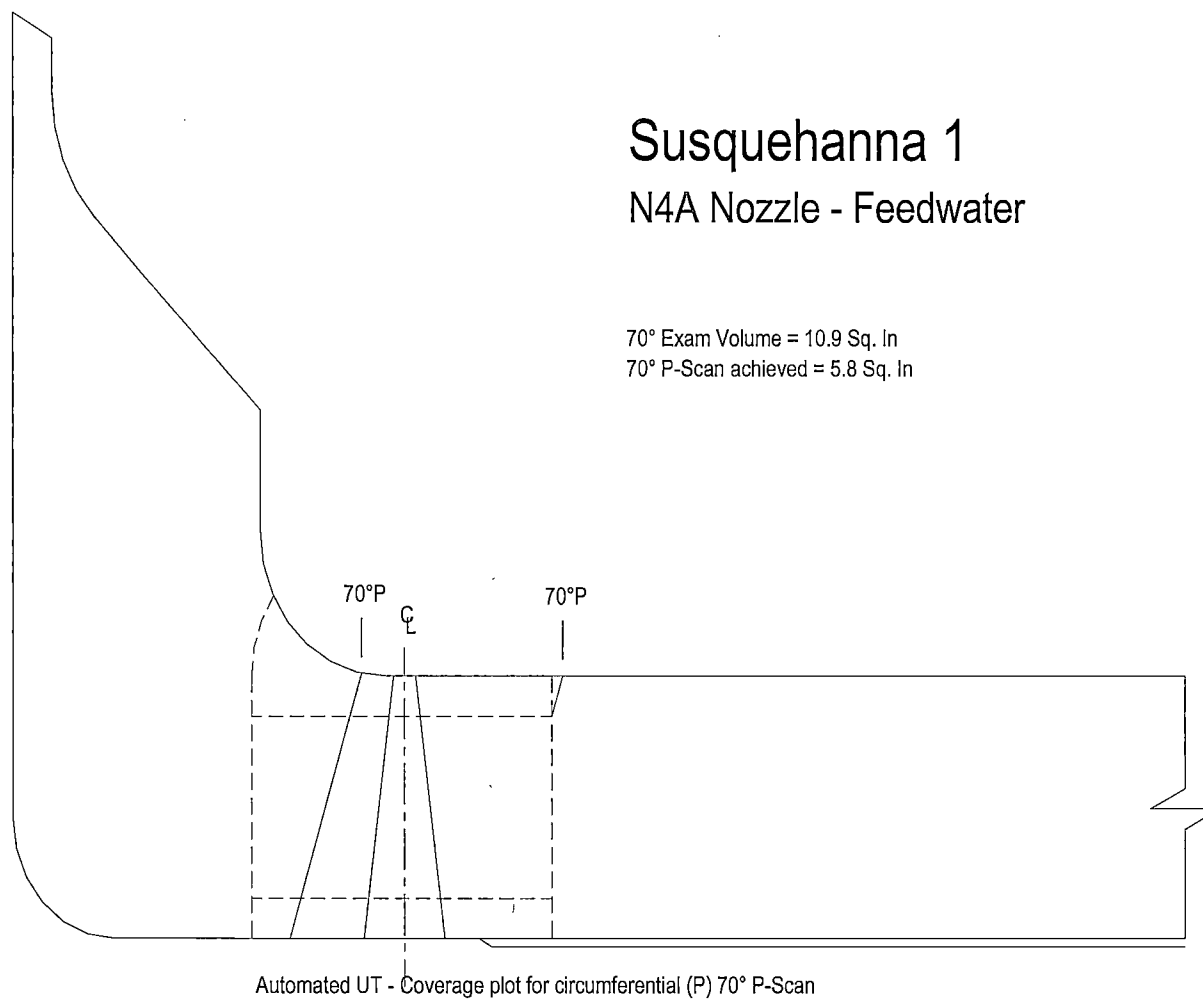 Susquehanna 1
N4A Nozzle - Feedwater
70° Exam Volume = 10.9 Sq. In
70° P-Scan achieved = 5.8 Sq. In
70°P
℄
70°P
Automated UT - Coverage plot for circumferential (P) 70° P-Scan